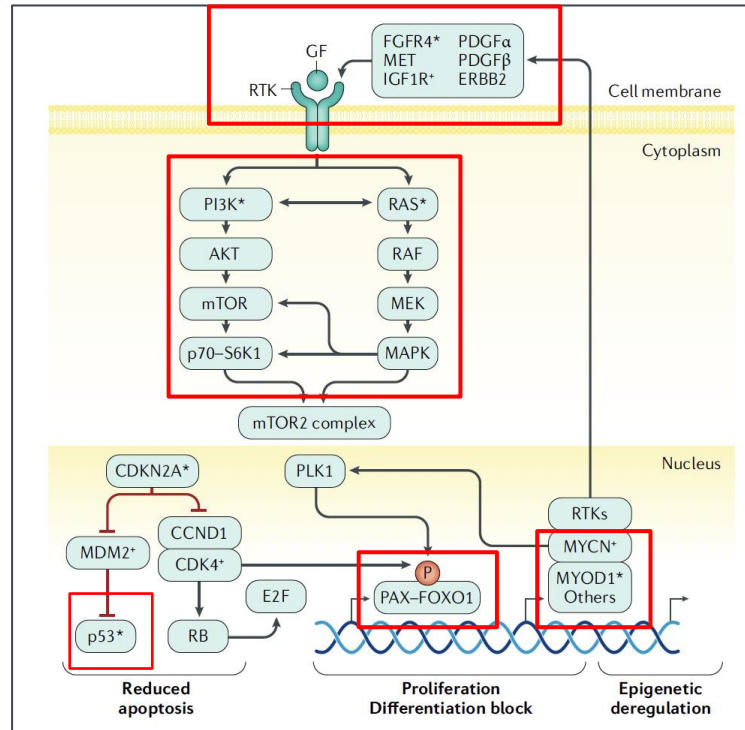 FGFR4* PDGFα
MET PDGFβ
IGF1R⁺ ERBB2
GF
RTK
Cell membrane
Cytoplasm
PI3K* RAS*
AKT RAF
mTOR MEK
p70–S6K1 MAPK
mTOR2 complex
Nucleus
CDKN2A* PLK1
RTKs
CCND1
MYCN⁺
MDM2⁺
CDK4⁺
P
MYOD1*
Others
E2F
PAX–FOXO1
p53* RB
Reduced
apoptosis
Proliferation
Differentiation block
Epigenetic
deregulation